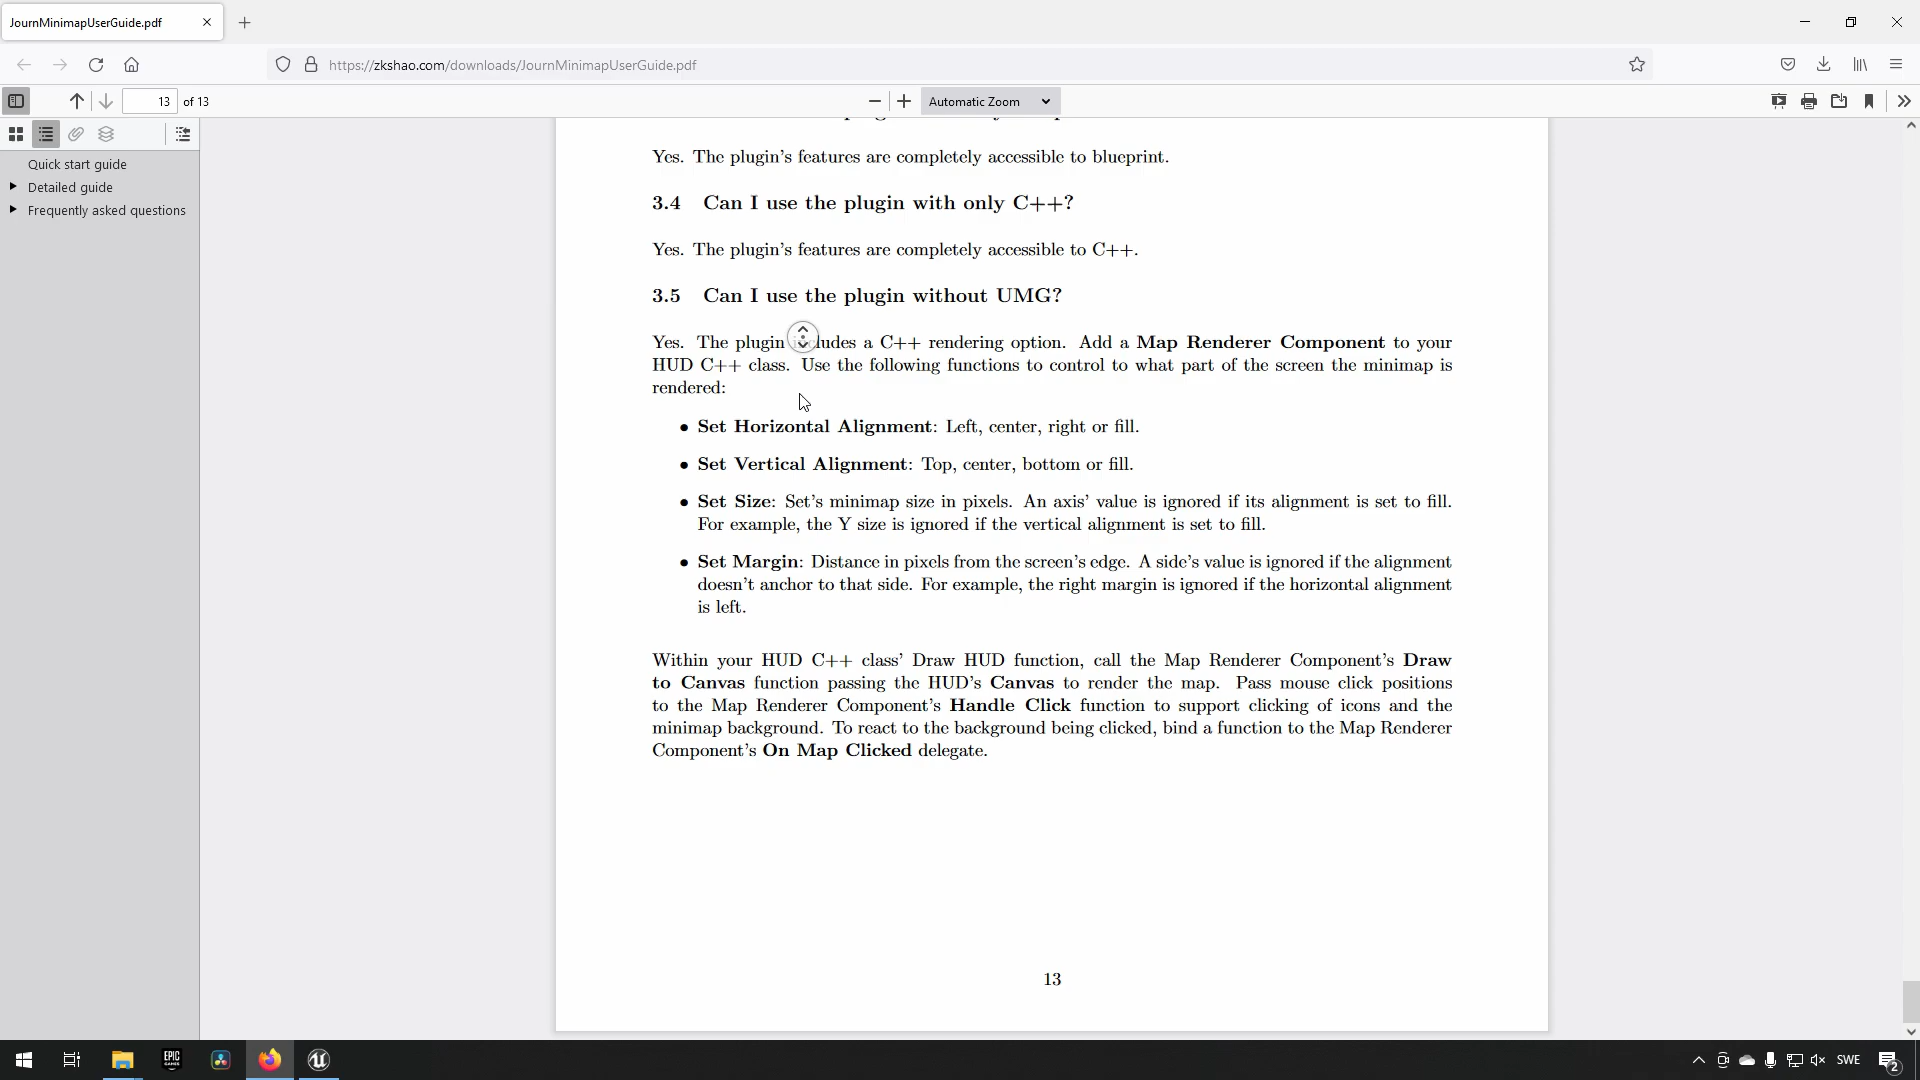 JournMinimapUserGuide.pdf
https://zkshao.com/downloads/JournMinimapUserGuide.pdf
13 of 13
Automatic Zoom
Quick start guide
Detailed guide
Frequently asked questions
Yes. The plugin's features are completely accessible to blueprint.
3.4 Can I use the plugin with only C++?
Yes. The plugin's features are completely accessible to C++.
3.5 Can I use the plugin without UMG?
Yes. The plugin includes a C++ rendering option. Add a Map Renderer Component to your
HUD C++ class. Use the following functions to control to what part of the screen the minimap is
rendered:
• Set Horizontal Alignment: Left, center, right or fill.
• Set Vertical Alignment: Top, center, bottom or fill.
• Set Size: Set's minimap size in pixels. An axis' value is ignored if its alignment is set to fill.
For example, the Y size is ignored if the vertical alignment is set to fill.
• Set Margin: Distance in pixels from the screen's edge. A side's value is ignored if the alignment
doesn't anchor to that side. For example, the right margin is ignored if the horizontal alignment
is left.
Within your HUD C++ class' Draw HUD function, call the Map Renderer Component's Draw
to Canvas function passing the HUD's Canvas to render the map. Pass mouse click positions
to the Map Renderer Component's Handle Click function to support clicking of icons and the
minimap background. To react to the background being clicked, bind a function to the Map Renderer
Component's On Map Clicked delegate.
13
EPIC
GAMES
SWE
2